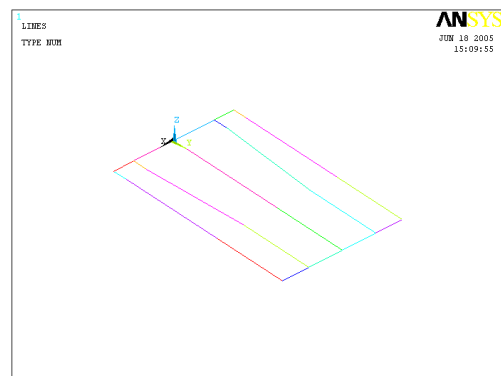 1
LINES
TYPE NUM
ANSYS
JUN 18 2005
15:09:55
Z
X
Y